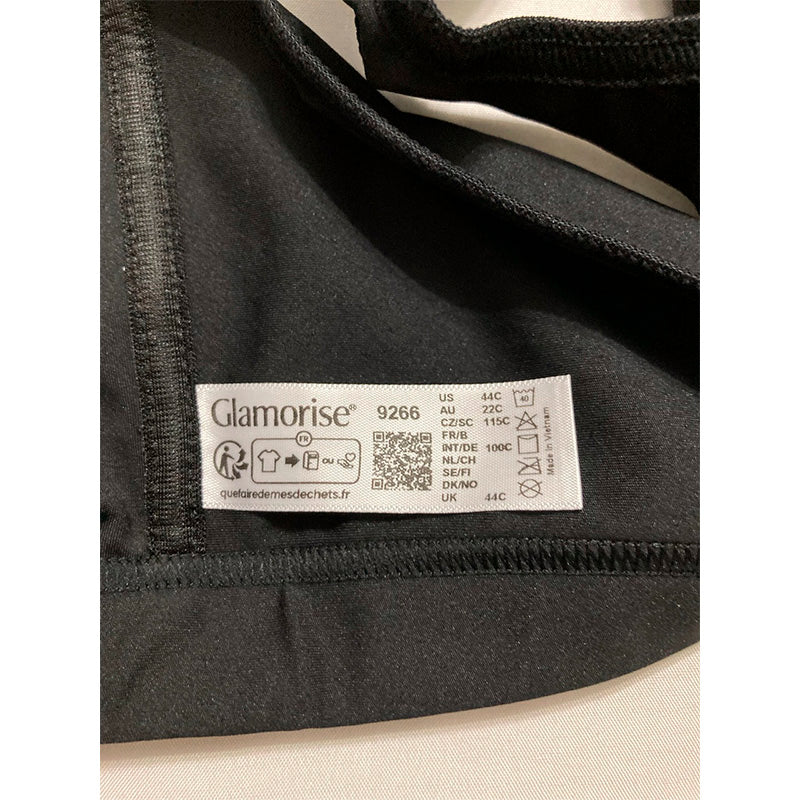 Glamorise® 9266
FR
OU
quefairedemesdechets.fr
US 44C
AU 22C
CZ/SC 115C
FR/B
INT/DE 100C
NL/CH
SE/FI
DK/NO
UK 44C
40
Made in Vietnam